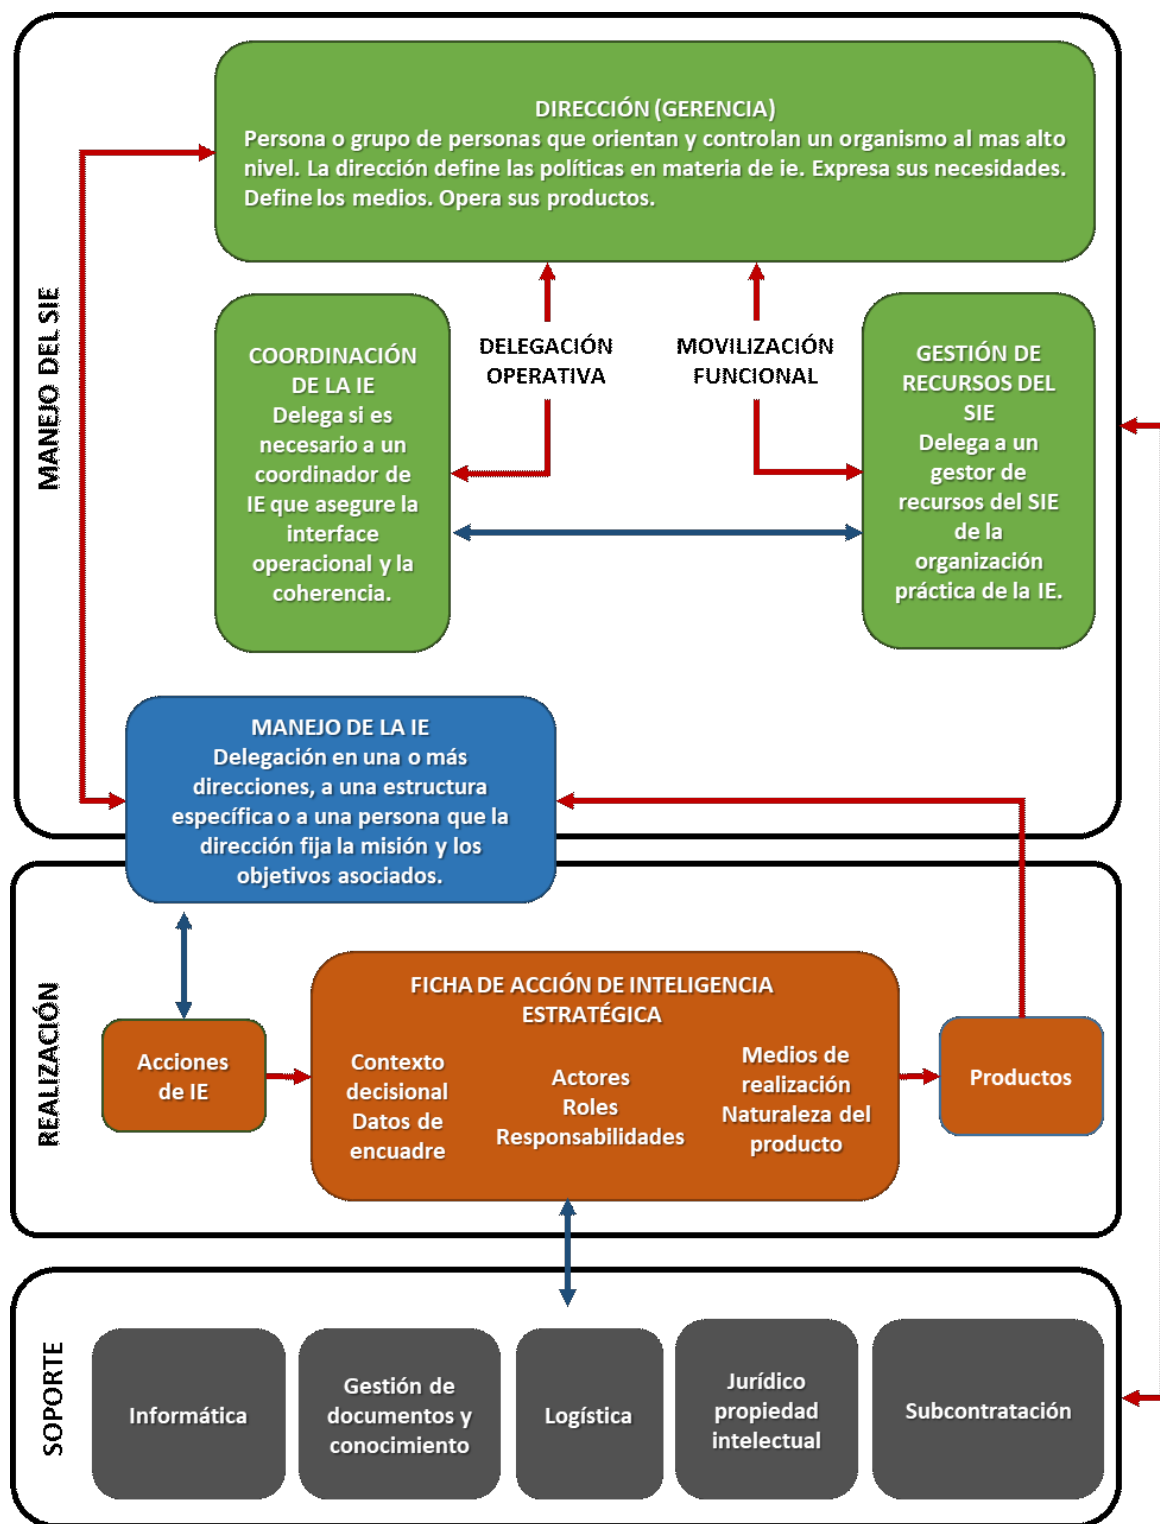 MANEJO DEL SIE
DIRECCIÓN (GERENCIA)
Persona o grupo de personas que orientan y controlan un organismo al mas alto
nivel. La dirección define las políticas en materia de ie. Expresa sus necesidades.
Define los medios. Opera sus productos.
COORDINACIÓN
DE LA IE
Delega si es
necesario a un
coordinador de
IE que asegure la
interface
operacional y la
coherencia.
DELEGACIÓN
OPERATIVA
MOVILIZACIÓN
FUNCIONAL
GESTIÓN DE
RECURSOS DEL
SIE
Delega a un
gestor de
recursos del SIE
de la
organización
práctica de la IE.
MANEJO DE LA IE
Delegación en una o más
direcciones, a una estructura
específica o a una persona que la
dirección fija la misión y los
objetivos asociados.
REALIZACIÓN
Acciones
de IE
FICHA DE ACCIÓN DE INTELIGENCIA
ESTRATÉGICA
Contexto
decisional
Datos de
encuadre
Actores
Roles
Responsabilidades
Medios de
realización
Naturaleza del
producto
Productos
SOPORTE
Informática
Gestión de
documentos y
conocimiento
Logística
Jurídico
propiedad
intelectual
Subcontratación